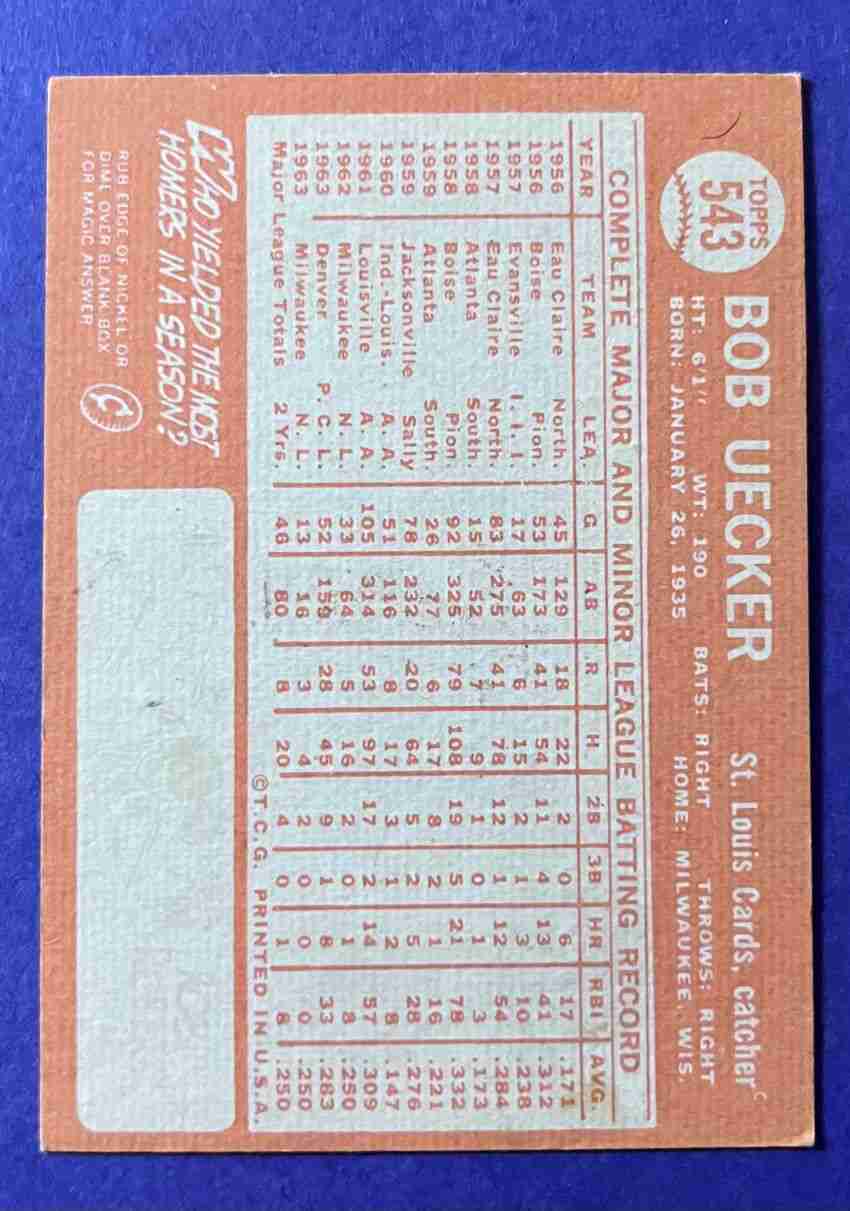 TOPPS
543
BOB UECKER
St. Louis Cards, catcher
C
HT: 6'1" WT: 190 BATS: RIGHT THROWS: RIGHT
BORN: JANUARY 26, 1935 HOME: MILWAUKEE, WIS.
COMPLETE MAJOR AND MINOR LEAGUE BATTING RECORD
YEAR TEAM LEA. G AB R H 2B 3B HR RBI AVG.
1956 Eau Claire North. 45 129 18 22 2 0 6 17 .171
1956 Boise Pion. 53 173 41 54 11 4 13 41 .312
1957 Evansville I.I.I. 17 63 6 15 2 1 3 10 .238
1957 Eau Claire North. 83 275 41 78 12 1 12 54 .284
1958 Atlanta South. 15 52 7 9 1 0 1 3 .173
1958 Boise Pion. 92 325 79 108 19 5 21 78 .332
1959 Atlanta South. 26 77 6 17 8 2 1 16 .221
1959 Jacksonville Sally 78 232 20 64 5 2 5 28 .276
1960 Ind.-Louis. A.A. 51 116 8 17 3 1 2 8 .147
1961 Louisville A.A. 105 314 53 97 17 2 14 57 .309
1962 Milwaukee N.L. 33 64 5 16 2 0 1 8 .250
1963 Denver P.C.L. 52 159 28 45 9 1 8 33 .283
1963 Milwaukee N.L. 13 16 3 4 2 0 0 0 .250
Major League Totals 2 Yrs. 46 80 8 20 4 0 1 8 .250
©T.C.G. PRINTED IN U.S.A.
WHO YIELDED THE MOST
HOMERS IN A SEASON?
RUB EDGE OF NICKEL OR
DIME OVER BLANK BOX
FOR MAGIC ANSWER
C